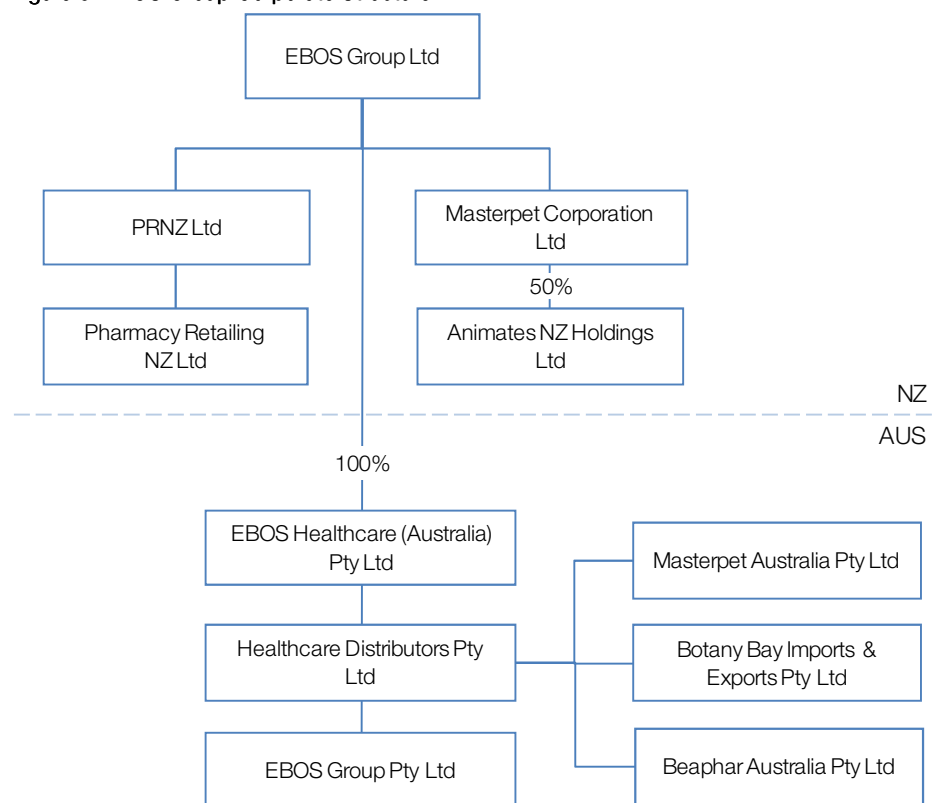 EBOS Group Ltd
PRNZ Ltd
Masterpet Corporation
Ltd
50%
Pharmacy Retailing
NZ Ltd
Animates NZ Holdings
Ltd
NZ
AUS
100%
EBOS Healthcare (Australia)
Pty Ltd
Masterpet Australia Pty Ltd
Healthcare Distributors Pty
Ltd
Botany Bay Imports & 
Exports Pty Ltd
EBOS Group Pty Ltd
Beaphar Australia Pty Ltd